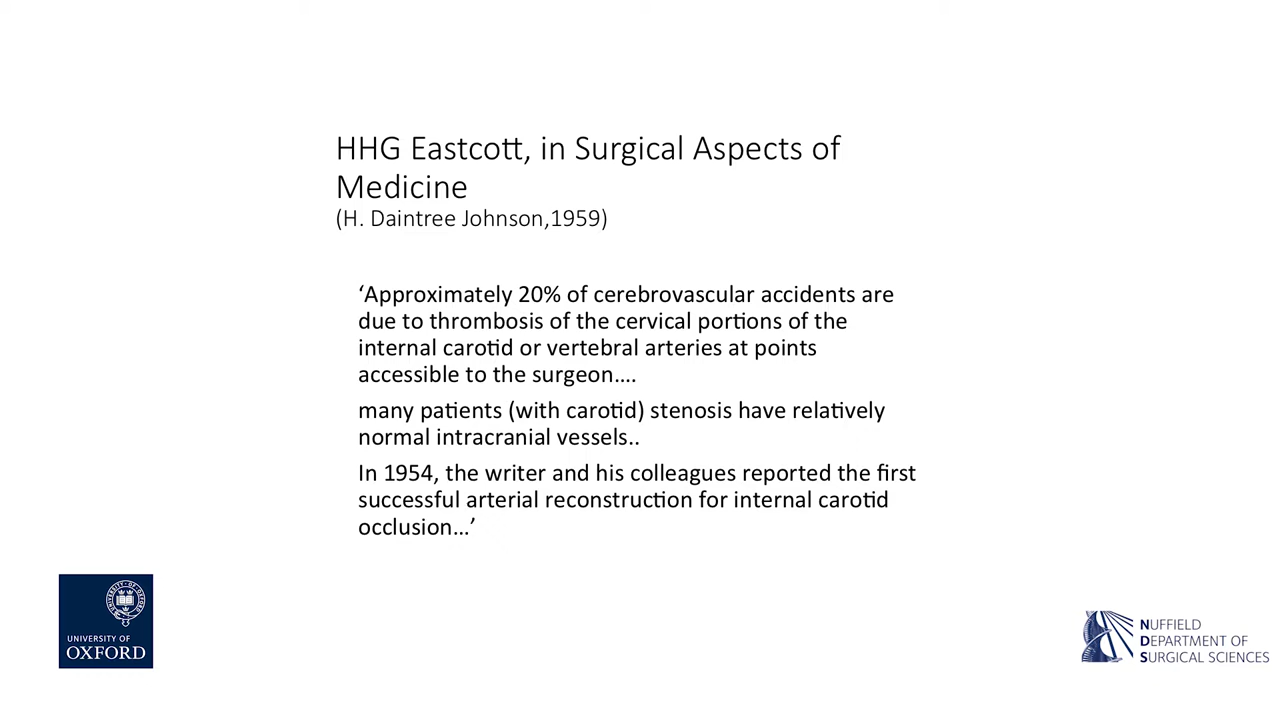 HHG Eastcott, in Surgical Aspects of
Medicine
(H. Daintree Johnson,1959)
‘Approximately 20% of cerebrovascular accidents are
due to thrombosis of the cervical portions of the
internal carotid or vertebral arteries at points
accessible to the surgeon….
many patients (with carotid) stenosis have relatively
normal intracranial vessels..
In 1954, the writer and his colleagues reported the first
successful arterial reconstruction for internal carotid
occlusion…’
UNIVERSITY OF
OXFORD
NUFFIELD
DEPARTMENT OF
SURGICAL SCIENCES